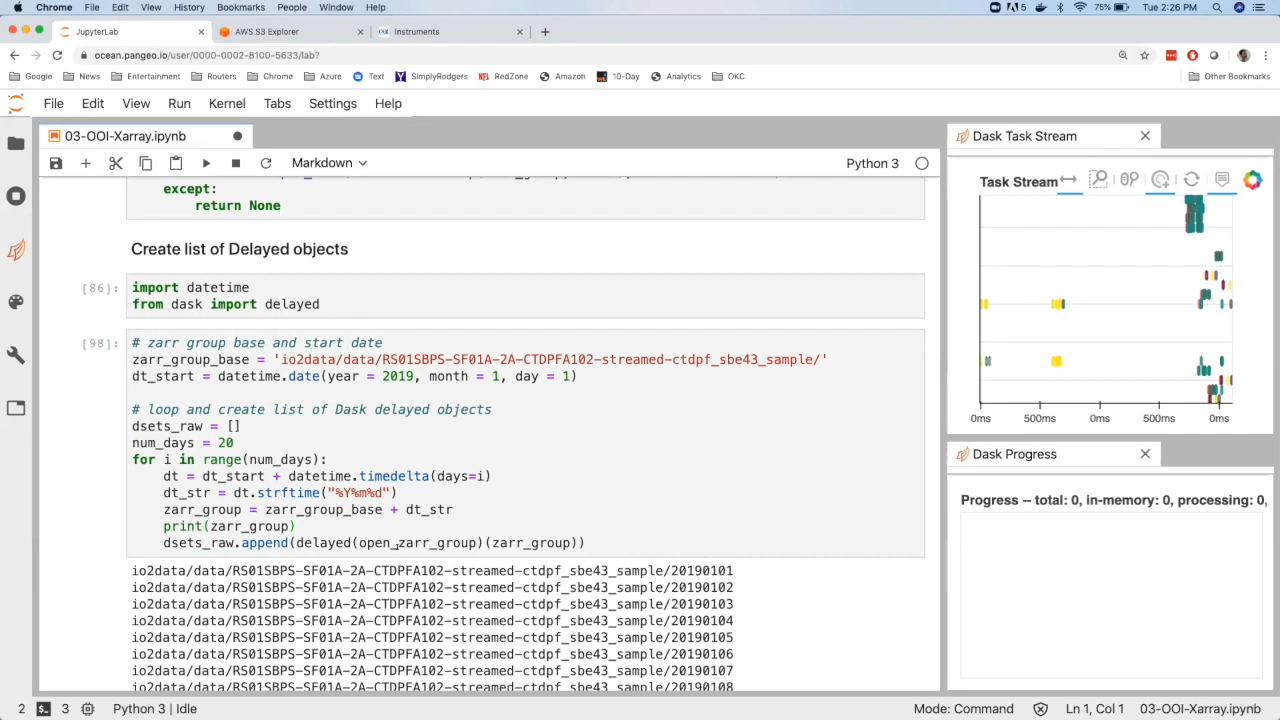 Chrome File Edit View History Bookmarks People Window Help 5 75% Tue 2:26 PM
JupyterLab AWS S3 Explorer Instruments
ocean.pangeo.io/user/0000-0002-8100-5633/lab?
Google News Entertainment Routers Chrome Azure Text SimplyRodgers RedZone Amazon 10-Day Analytics OKC Other Bookmarks
File Edit View Run Kernel Tabs Settings Help
03-OOI-Xarray.ipynb
Markdown Python 3
except:
return None
Create list of Delayed objects
[86]:
import datetime
from dask import delayed
[98]:
# zarr group base and start date
zarr_group_base = 'io2data/data/RS01SBPS-SF01A-2A-CTDPFA102-streamed-ctdpf_sbe43_sample/'
dt_start = datetime.date(year = 2019, month = 1, day = 1)
# loop and create list of Dask delayed objects
dsets_raw = []
num_days = 20
for i in range(num_days):
dt = dt_start + datetime.timedelta(days=i)
dt_str = dt.strftime("%Y%m%d")
zarr_group = zarr_group_base + dt_str
print(zarr_group)
dsets_raw.append(delayed(open_zarr_group)(zarr_group))
io2data/data/RS01SBPS-SF01A-2A-CTDPFA102-streamed-ctdpf_sbe43_sample/20190101
io2data/data/RS01SBPS-SF01A-2A-CTDPFA102-streamed-ctdpf_sbe43_sample/20190102
io2data/data/RS01SBPS-SF01A-2A-CTDPFA102-streamed-ctdpf_sbe43_sample/20190103
io2data/data/RS01SBPS-SF01A-2A-CTDPFA102-streamed-ctdpf_sbe43_sample/20190104
io2data/data/RS01SBPS-SF01A-2A-CTDPFA102-streamed-ctdpf_sbe43_sample/20190105
io2data/data/RS01SBPS-SF01A-2A-CTDPFA102-streamed-ctdpf_sbe43_sample/20190106
io2data/data/RS01SBPS-SF01A-2A-CTDPFA102-streamed-ctdpf_sbe43_sample/20190107
io2data/data/RS01SBPS-SF01A-2A-CTDPFA102-streamed-ctdpf_sbe43_sample/20190108
Dask Task Stream
Task Stream
0ms 500ms 0ms 500ms 0ms
Dask Progress
Progress -- total: 0, in-memory: 0, processing: 0,
2 3 Python 3 | Idle Mode: Command Ln 1, Col 1 03-OOI-Xarray.ipynb